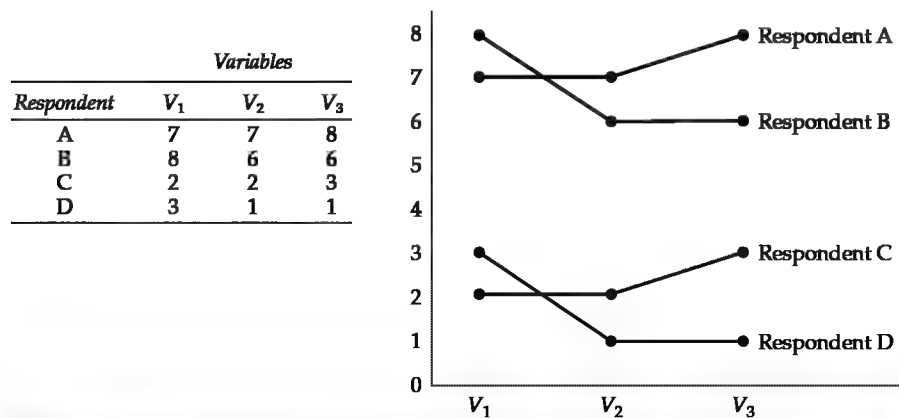 Variables
Respondent V1 V2 V3
A 7 7 8
B 8 6 6
C 2 2 3
D 3 1 1
8
7
6
5
4
3
2
1
0
Respondent A
Respondent B
Respondent C
Respondent D
V1 V2 V3